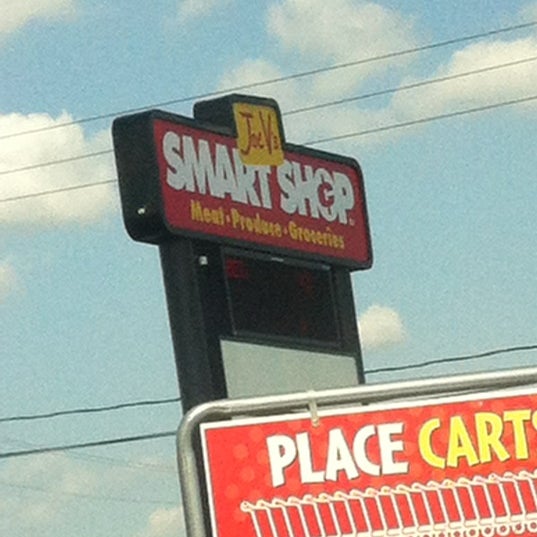 Joe V's
SMART SHOP
Meat • Produce • Groceries
PLACE CARTS